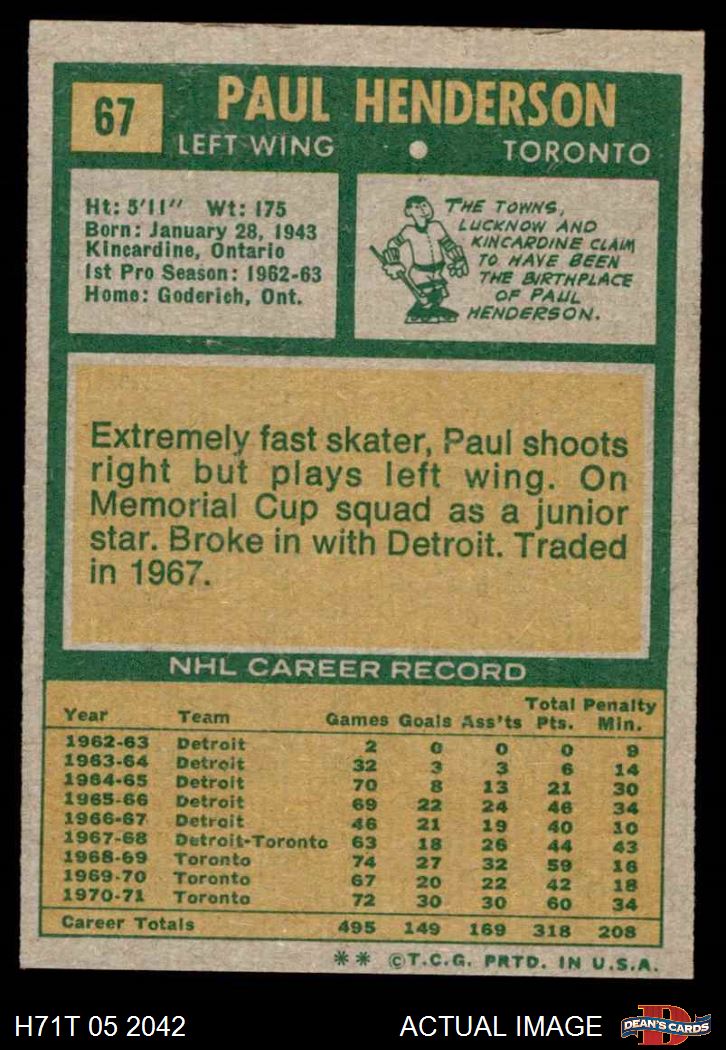 67
PAUL HENDERSON
LEFT WING • TORONTO
Ht: 5'11" Wt: 175
Born: January 28, 1943
Kincardine, Ontario
1st Pro Season: 1962-63
Home: Goderich, Ont.
THE TOWNS,
LUCKNOW AND
KINCARDINE CLAIM
TO HAVE BEEN
THE BIRTHPLACE
OF PAUL
HENDERSON.
Extremely fast skater, Paul shoots
right but plays left wing. On
Memorial Cup squad as a junior
star. Broke in with Detroit. Traded
in 1967.
NHL CAREER RECORD
Year Team Games Goals Ass'ts Total Pts. Penalty Min.
1962-63 Detroit 2 0 0 0 9
1963-64 Detroit 32 3 3 6 14
1964-65 Detroit 70 8 13 21 30
1965-66 Detroit 69 22 24 46 34
1966-67 Detroit 46 21 19 40 10
1967-68 Detroit-Toronto 63 18 26 44 43
1968-69 Toronto 74 27 32 59 16
1969-70 Toronto 67 20 22 42 18
1970-71 Toronto 72 30 30 60 34
Career Totals 495 149 169 318 208
** ©T.C.G. PRTD. IN U.S.A.
H71T 05 2042 ACTUAL IMAGE
D
DEAN'S CARDS